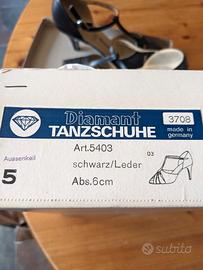 Diamant
TANZSCHUHE
3708
made in
germany
Aussenkeil
5
Art.5403
schwarz/Leder
Abs.6cm
03
subito